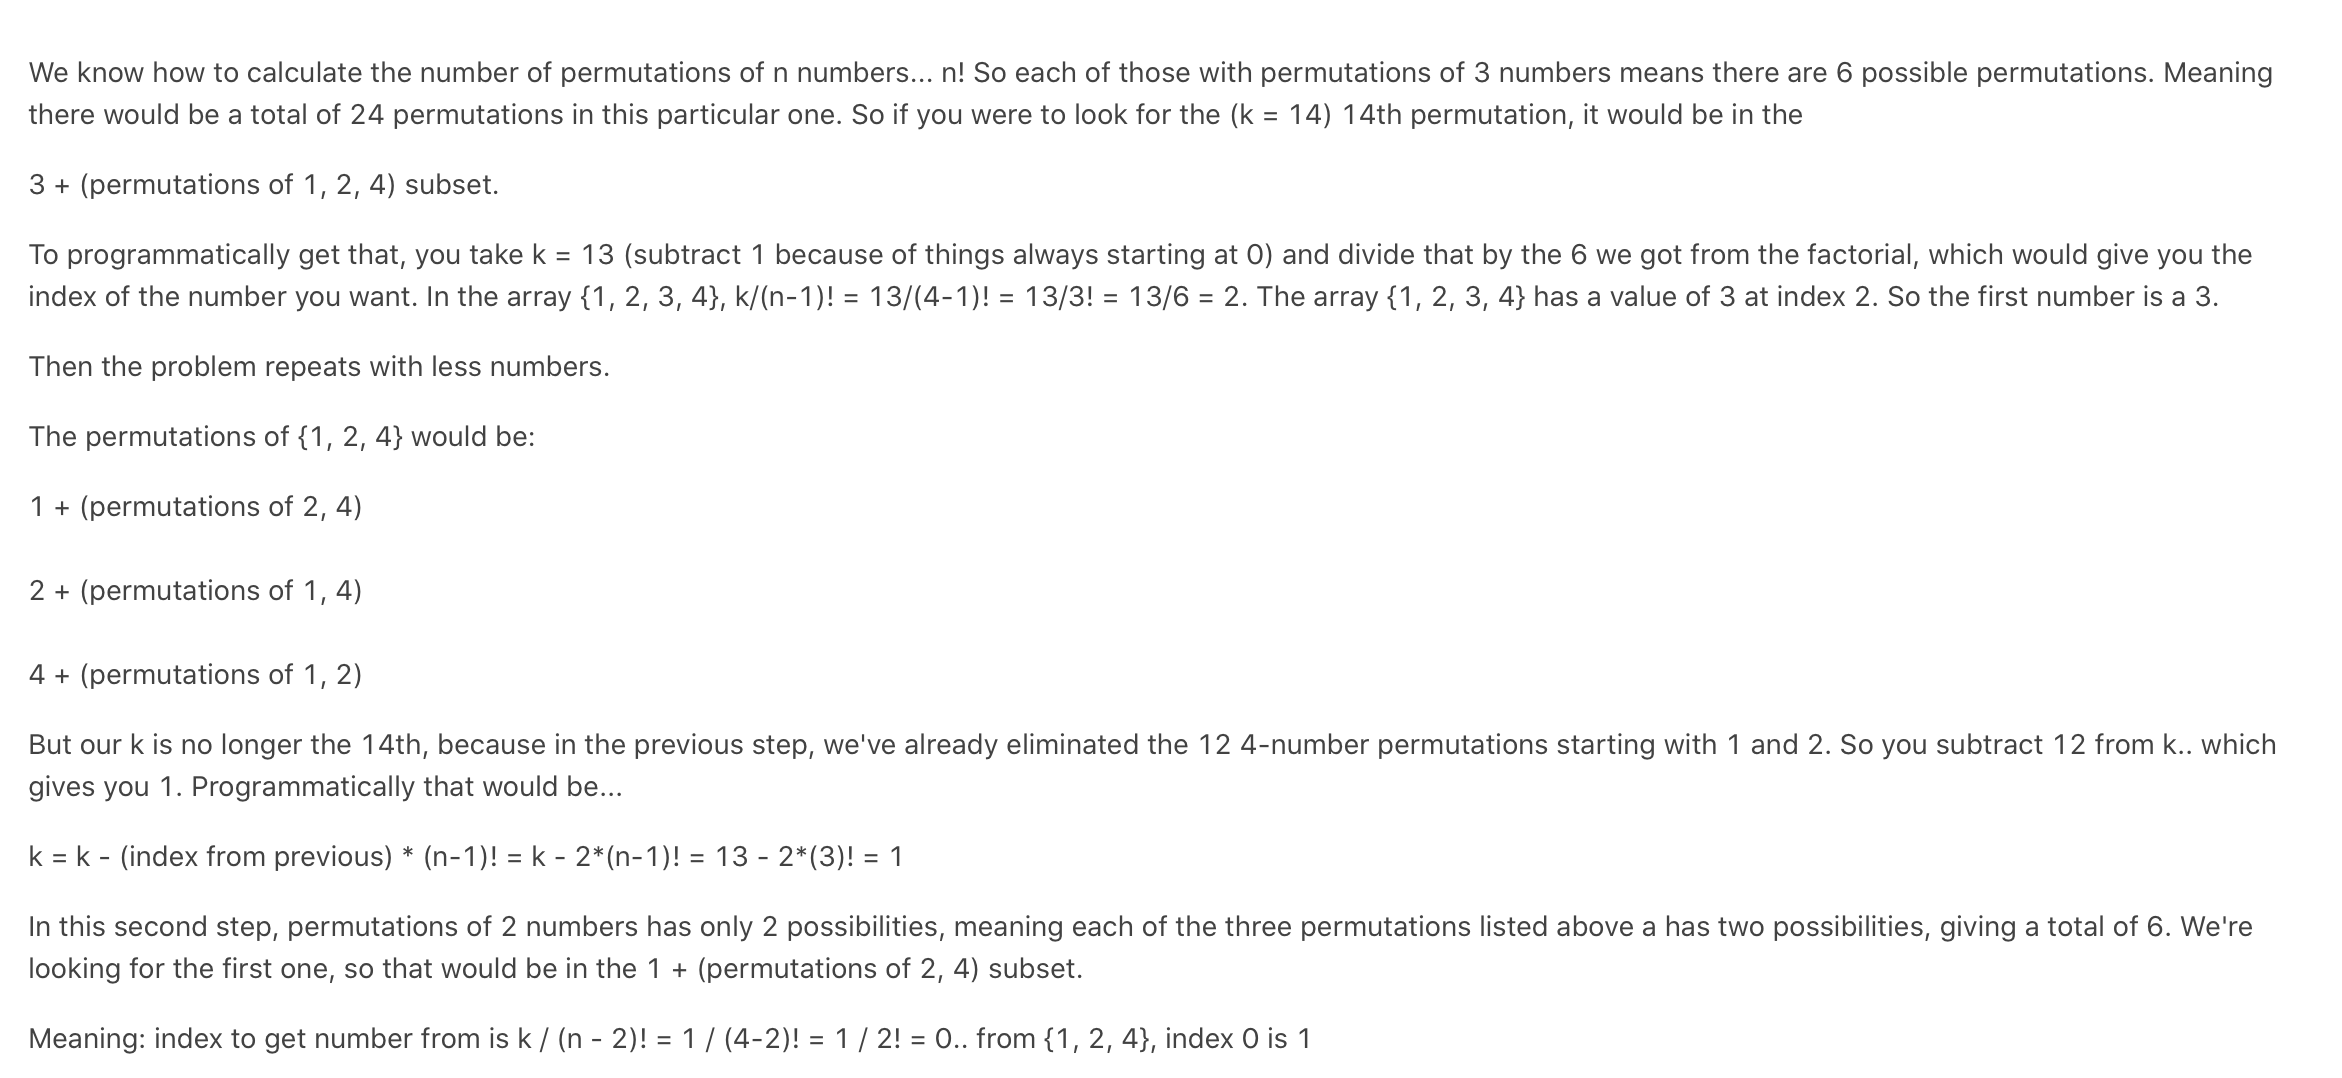 We know how to calculate the number of permutations of n numbers... n! So each of those with permutations of 3 numbers means there are 6 possible permutations. Meaning
there would be a total of 24 permutations in this particular one. So if you were to look for the (k = 14) 14th permutation, it would be in the
3 + (permutations of 1, 2, 4) subset.
To programmatically get that, you take k = 13 (subtract 1 because of things always starting at 0) and divide that by the 6 we got from the factorial, which would give you the
index of the number you want. In the array {1, 2, 3, 4}, k/(n-1)! = 13/(4-1)! = 13/3! = 13/6 = 2. The array {1, 2, 3, 4} has a value of 3 at index 2. So the first number is a 3.
Then the problem repeats with less numbers.
The permutations of {1, 2, 4} would be:
1 + (permutations of 2, 4)
2 + (permutations of 1, 4)
4 + (permutations of 1, 2)
But our k is no longer the 14th, because in the previous step, we've already eliminated the 12 4-number permutations starting with 1 and 2. So you subtract 12 from k.. which
gives you 1. Programmatically that would be...
k = k - (index from previous) * (n-1)! = k - 2*(n-1)! = 13 - 2*(3)! = 1
In this second step, permutations of 2 numbers has only 2 possibilities, meaning each of the three permutations listed above a has two possibilities, giving a total of 6. We're
looking for the first one, so that would be in the 1 + (permutations of 2, 4) subset.
Meaning: index to get number from is k / (n - 2)! = 1 / (4-2)! = 1 / 2! = 0.. from {1, 2, 4}, index 0 is 1